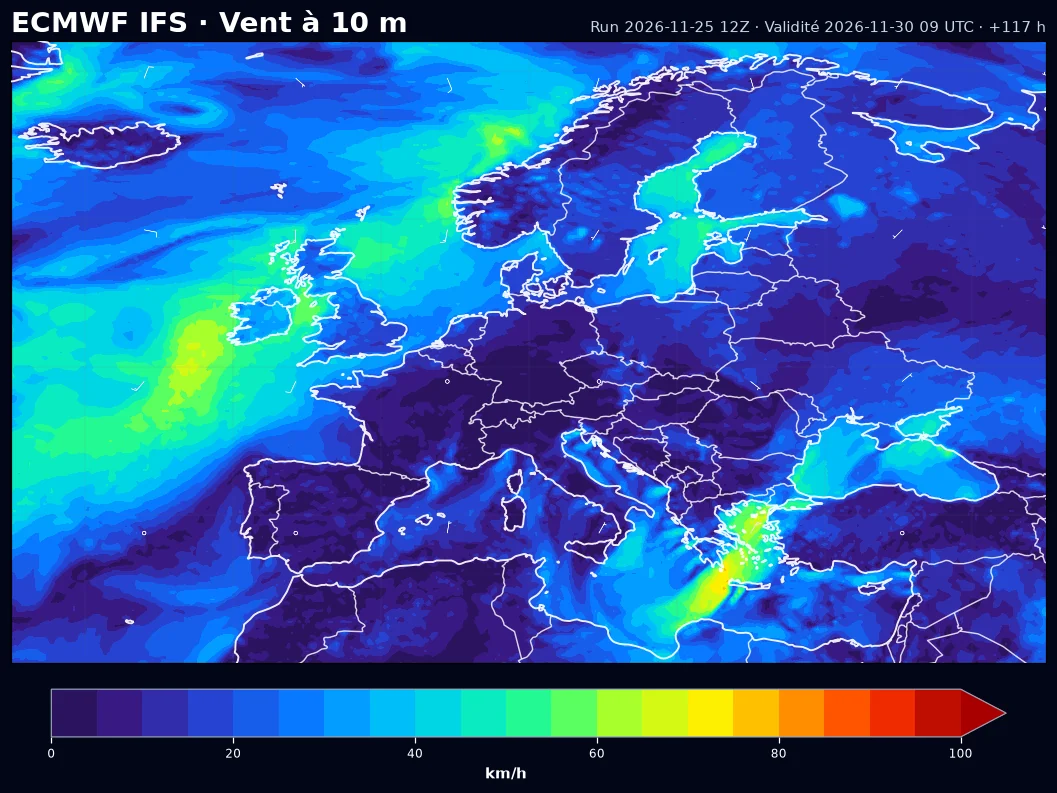 ECMWF IFS · Vent à 10 m
Run 2026-11-25 12Z · Validité 2026-11-30 09 UTC · +117 h
0 20 40 60 80 100
km/h